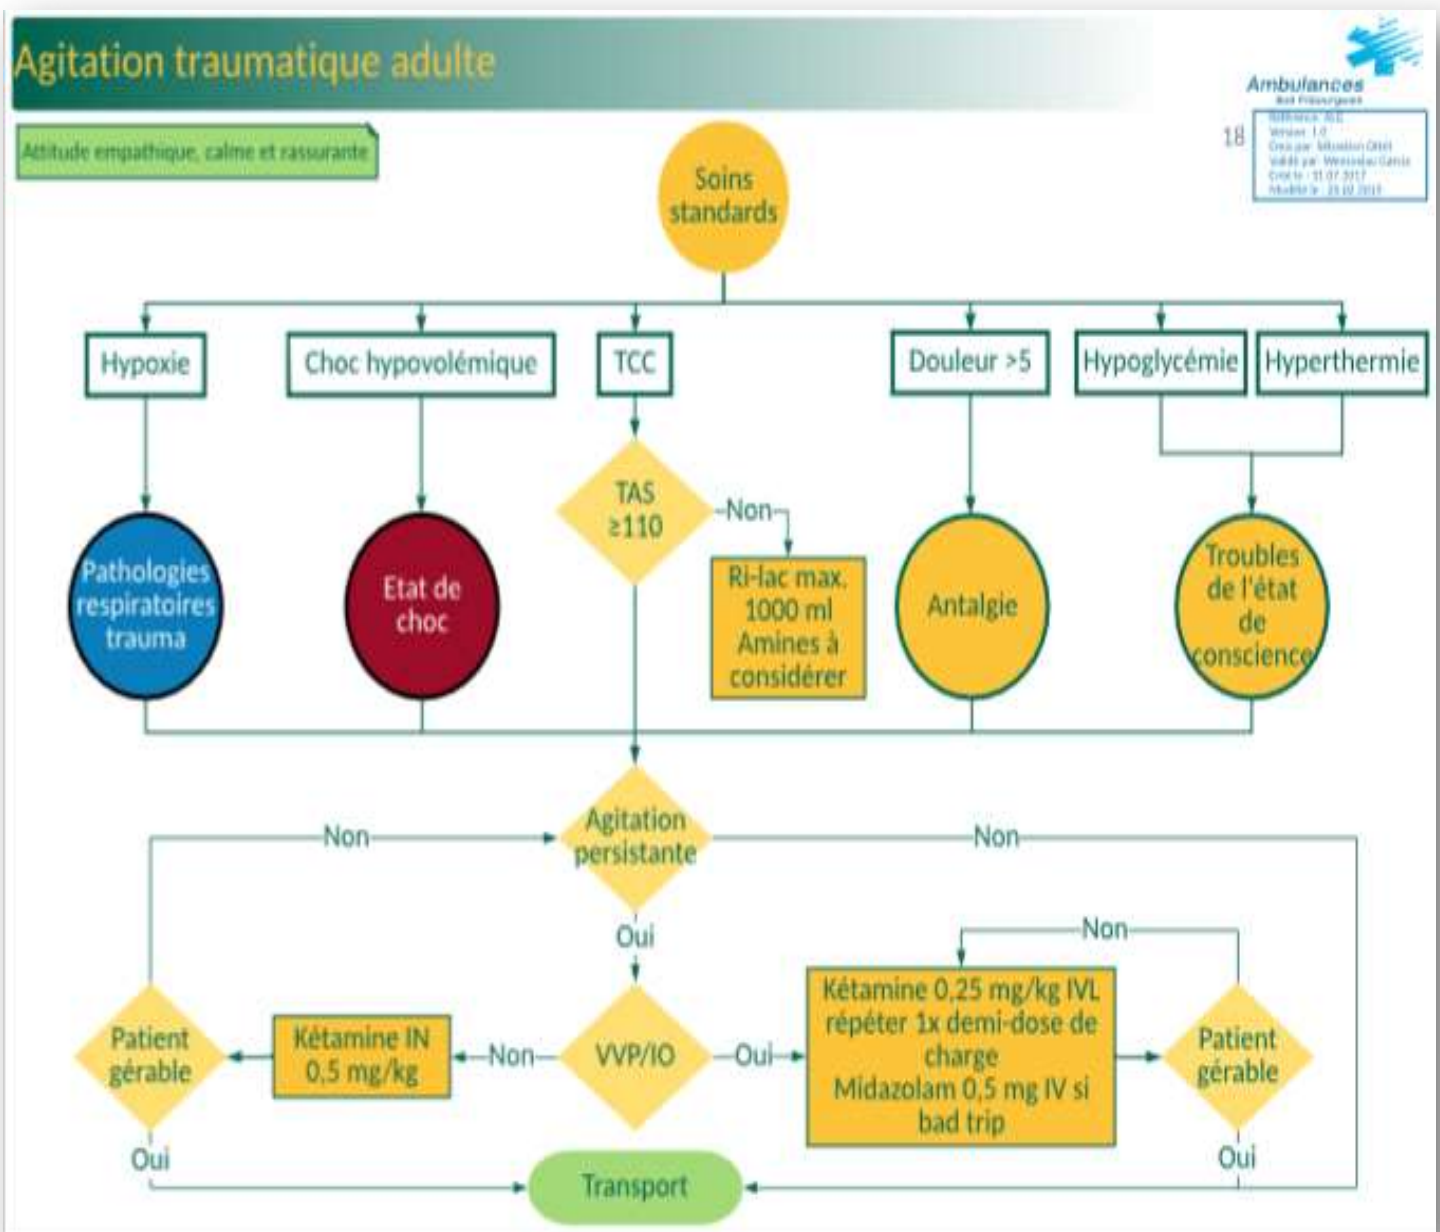 Agitation traumatique adulte
Ambulances
18
Attitude empathique, calme et rassurante
Soins
standards
Hypoxie
Choc hypovolémique
TCC
Douleur >5
Hypoglycémie
Hyperthermie
TAS
≥110
Non
Pathologies
respiratoires
trauma
Etat de
choc
Ri-lac max.
1000 ml
Amines à
considérer
Antalgie
Troubles
de l'état
de
conscience
Agitation
persistante
Non
Non
Oui
Non
Patient
gérable
Kétamine IN
0,5 mg/kg
Non
VVP/IO
Oui
Kétamine 0,25 mg/kg IVL
répéter 1x demi-dose de
charge
Midazolam 0,5 mg IV si
bad trip
Patient
gérable
Oui
Oui
Transport